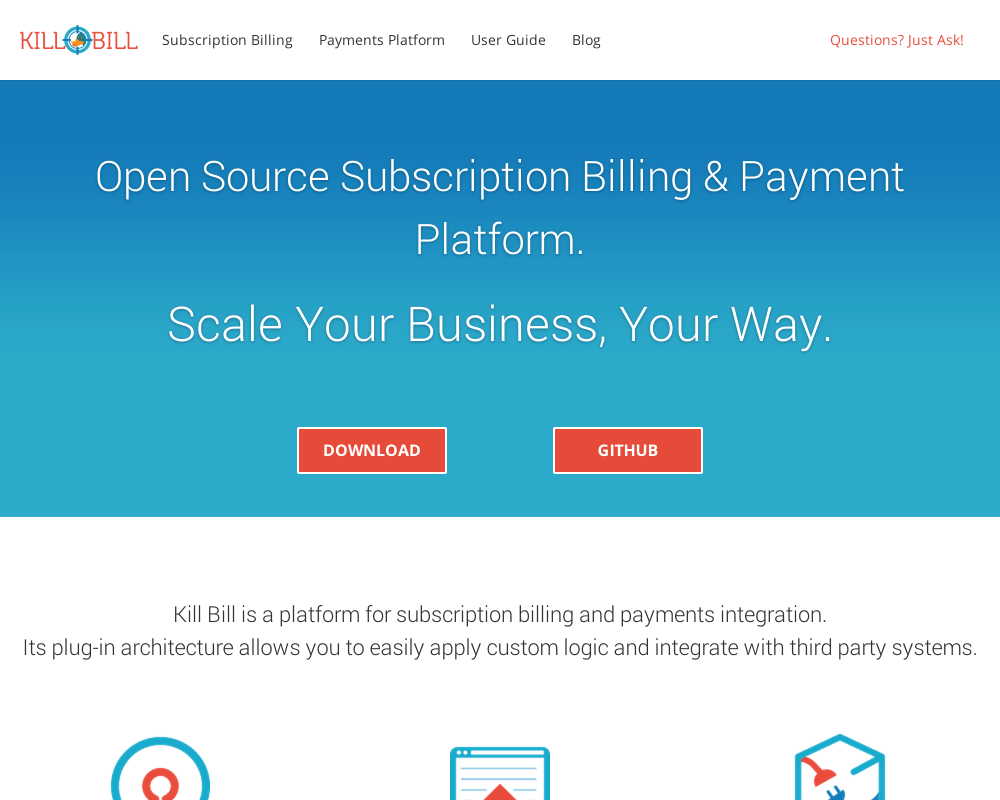 KILL BILL
Subscription Billing
Payments Platform
User Guide
Blog
Questions? Just Ask!
Open Source Subscription Billing & Payment
Platform.
Scale Your Business, Your Way.
DOWNLOAD
GITHUB
Kill Bill is a platform for subscription billing and payments integration.
Its plug-in architecture allows you to easily apply custom logic and integrate with third party systems.